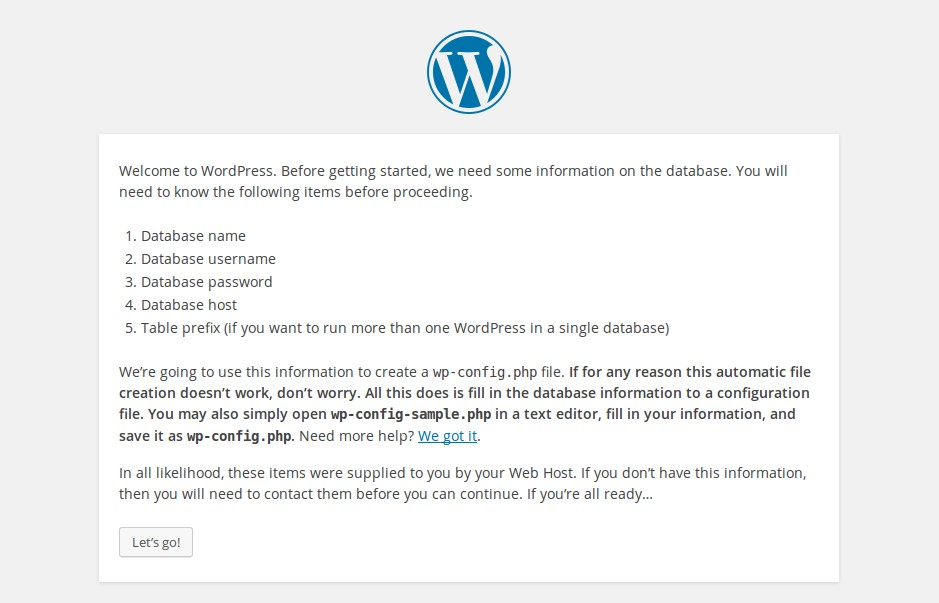 Welcome to WordPress. Before getting started, we need some information on the database. You will
need to know the following items before proceeding.
1. Database name
2. Database username
3. Database password
4. Database host
5. Table prefix (if you want to run more than one WordPress in a single database)
We’re going to use this information to create a wp-config.php file. If for any reason this automatic file
creation doesn’t work, don’t worry. All this does is fill in the database information to a configuration
file. You may also simply open wp-config-sample.php in a text editor, fill in your information, and
save it as wp-config.php. Need more help? We got it.
In all likelihood, these items were supplied to you by your Web Host. If you don’t have this information,
then you will need to contact them before you can continue. If you’re all ready…
Let’s go!